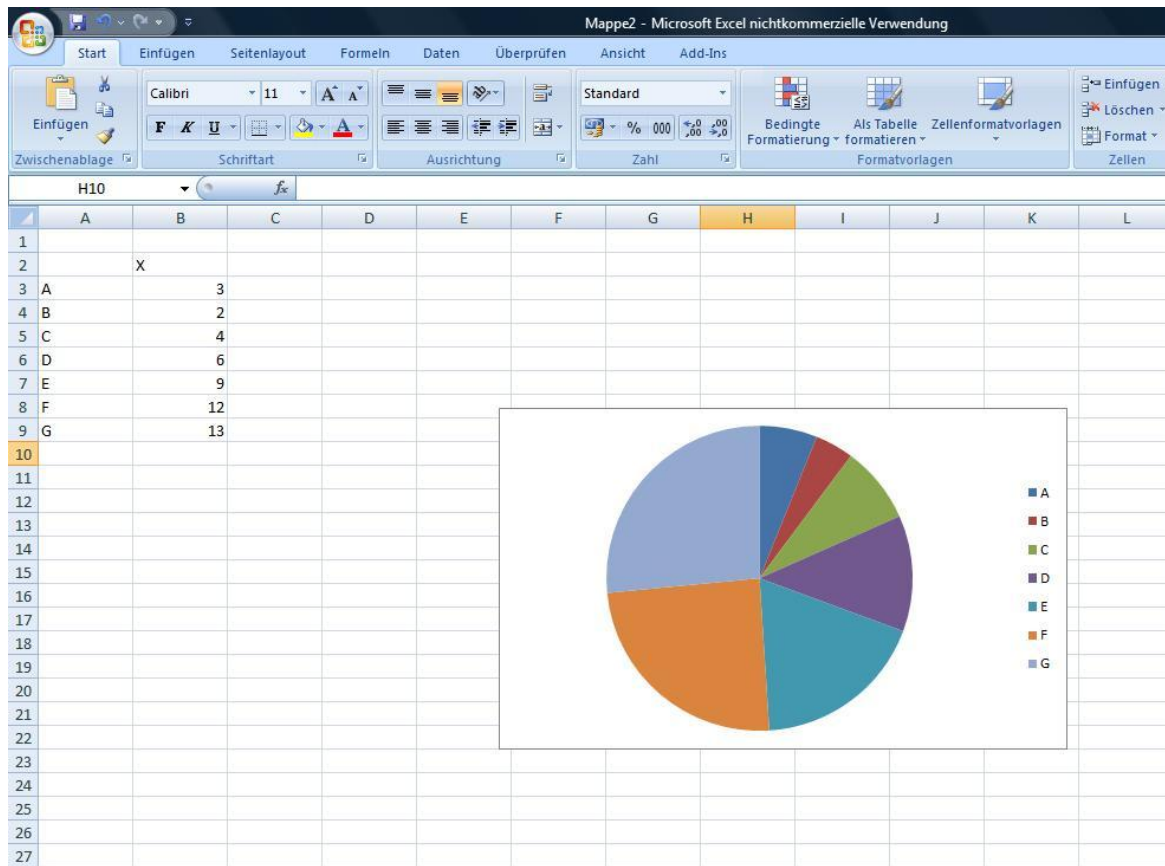 Mappe2 - Microsoft Excel nichtkommerzielle Verwendung
Start Einfügen Seitenlayout Formeln Daten Überprüfen Ansicht Add-Ins
Calibri 11 A A Standard Einfügen
Einfügen F K U A % 000 Bedingte Formatierung Als Tabelle formatieren Zellenformatvorlagen Löschen
Format
Zwischenablage Schriftart Ausrichtung Zahl Formatvorlagen Zellen
H10 fx
A B C D E F G H I J K L
1
2 X
3 A 3
4 B 2
5 C 4
6 D 6
7 E 9
8 F 12
9 G 13
10
11
12
13
14
15
16
17
18
19
20
21
22
23
24
25
26
27
A
B
C
D
E
F
G